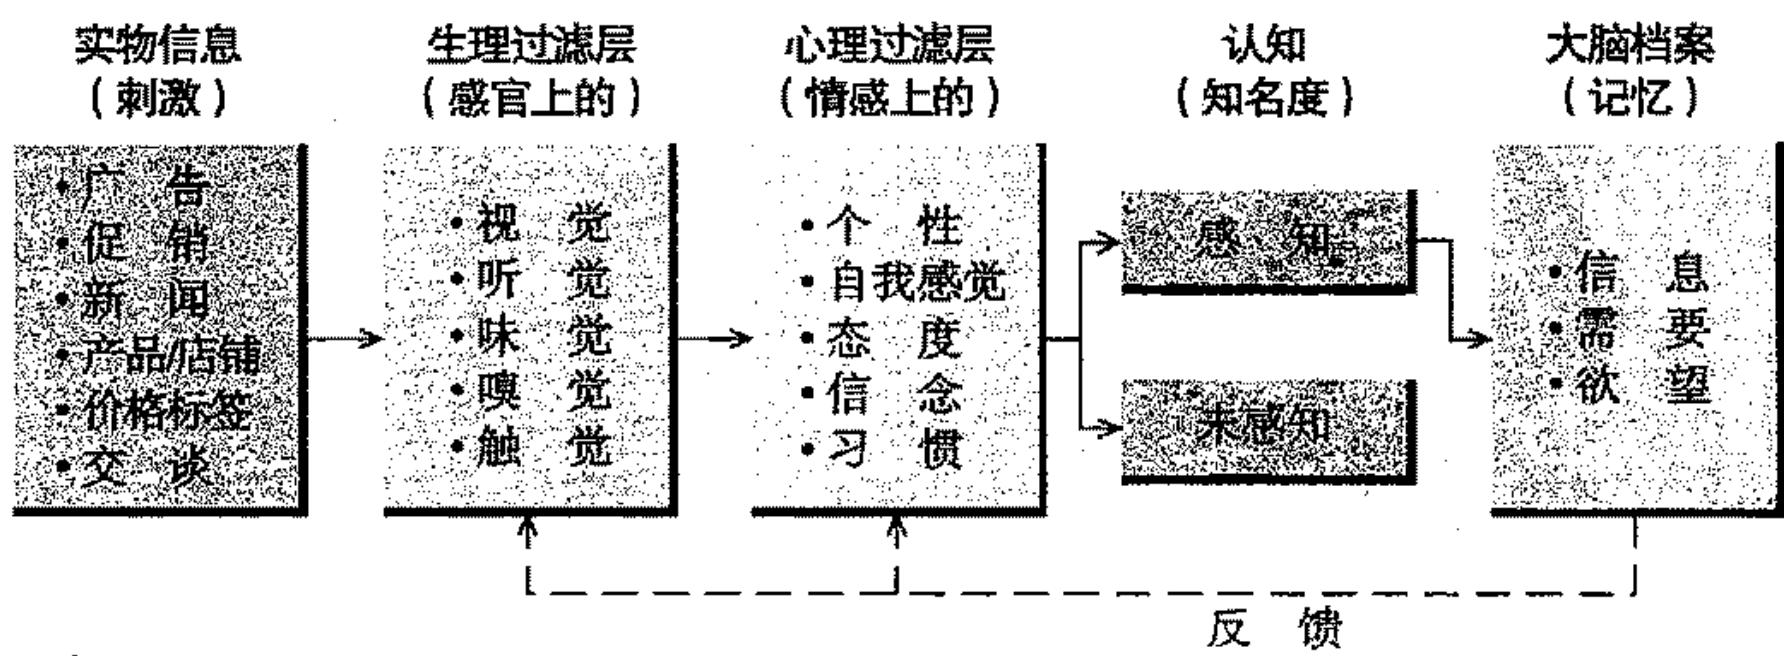 实物信息
（刺激）
生理过滤层
（感官上的）
心理过滤层
（情感上的）
认知
（知名度）
大脑档案
（记忆）
•广 告
•促 销
•新 闻
•产品/店铺
•价格标签
•交 谈
•视 觉
•听 觉
•味 觉
•嗅 觉
•触 觉
•个 性
•自我感觉
•态 度
•信 念
•习 惯
感 知
未感知
•信 息
•需 要
•欲 望
反 馈